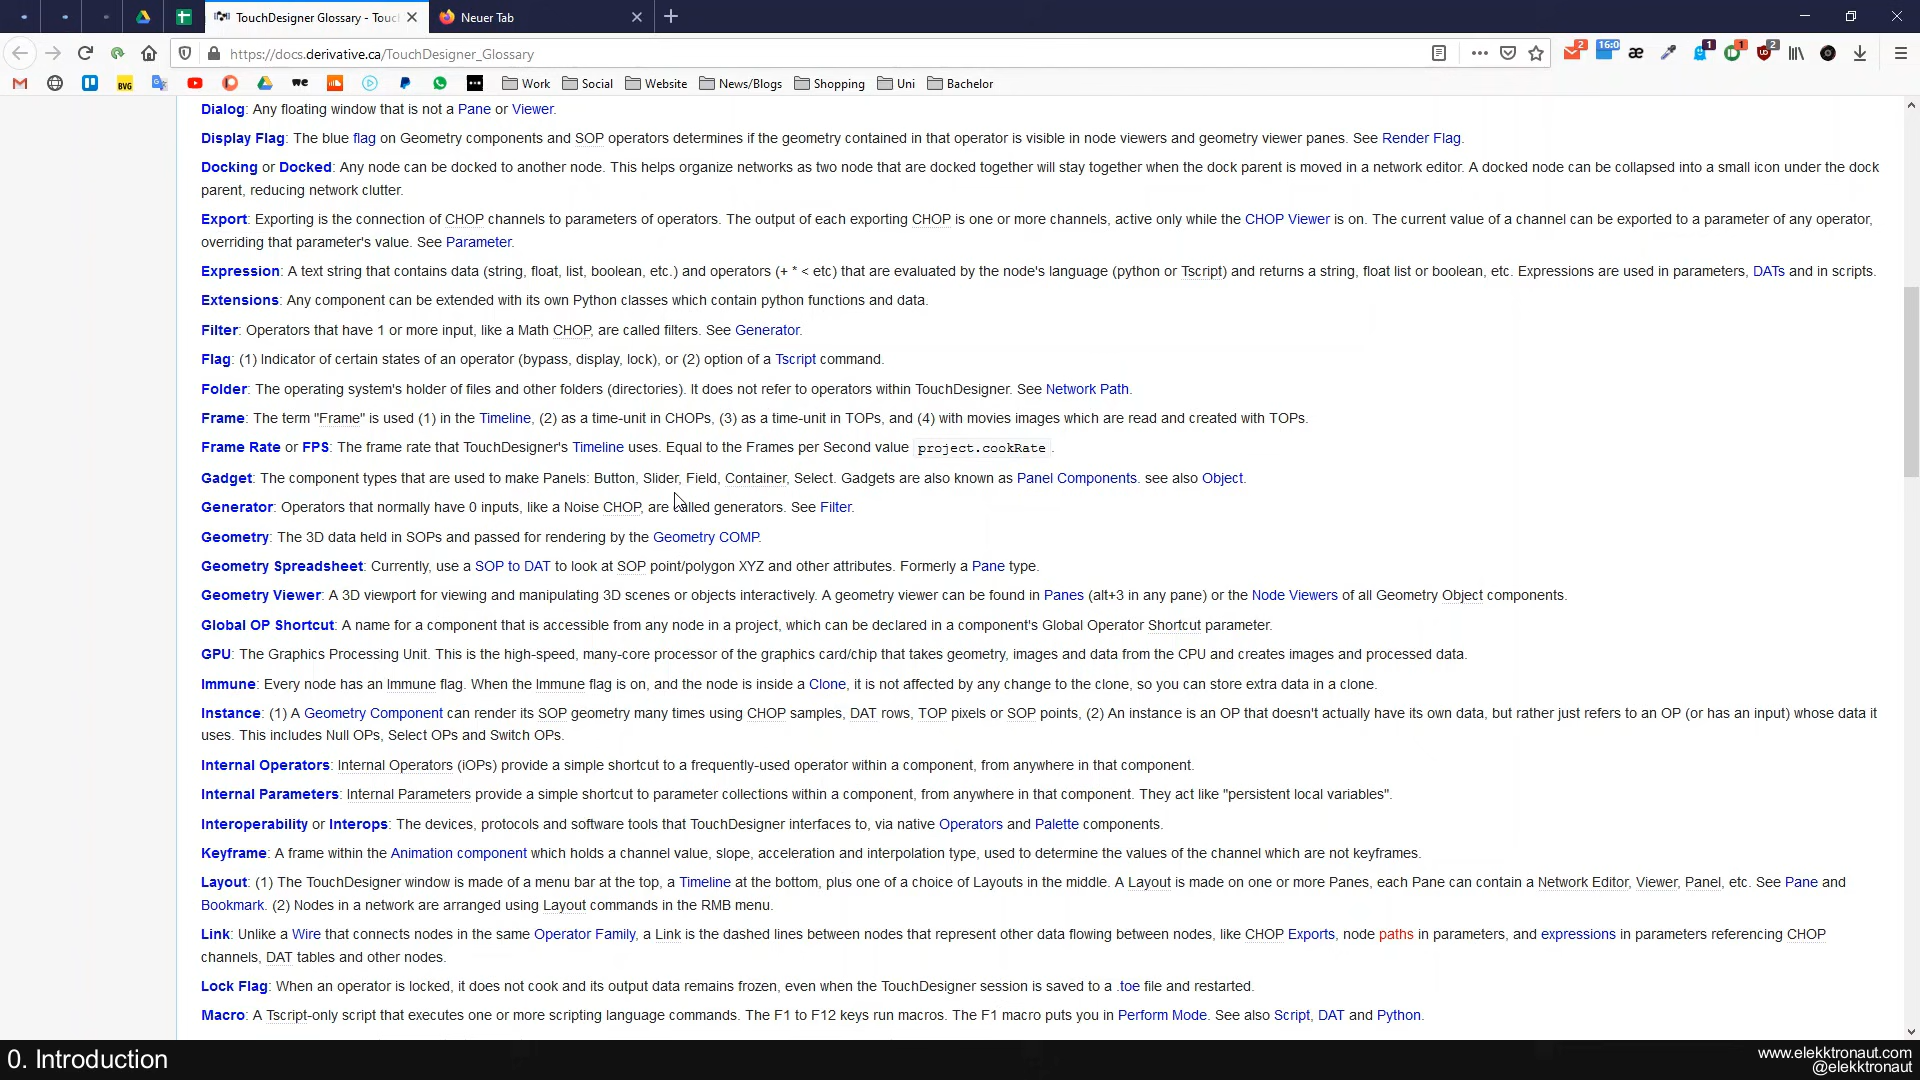 TouchDesigner Glossary - Touc
Neuer Tab
https://docs.derivative.ca/TouchDesigner_Glossary
2
16:0
æ
1
1
2
BVG
we
Work
Social
Website
News/Blogs
Shopping
Uni
Bachelor
Dialog: Any floating window that is not a Pane or Viewer.
Display Flag: The blue flag on Geometry components and SOP operators determines if the geometry contained in that operator is visible in node viewers and geometry viewer panes. See Render Flag.
Docking or Docked: Any node can be docked to another node. This helps organize networks as two node that are docked together will stay together when the dock parent is moved in a network editor. A docked node can be collapsed into a small icon under the dock
parent, reducing network clutter.
Export: Exporting is the connection of CHOP channels to parameters of operators. The output of each exporting CHOP is one or more channels, active only while the CHOP Viewer is on. The current value of a channel can be exported to a parameter of any operator,
overriding that parameter's value. See Parameter.
Expression: A text string that contains data (string, float, list, boolean, etc.) and operators (+ * < etc) that are evaluated by the node's language (python or Tscript) and returns a string, float list or boolean, etc. Expressions are used in parameters, DATs and in scripts.
Extensions: Any component can be extended with its own Python classes which contain python functions and data.
Filter: Operators that have 1 or more input, like a Math CHOP, are called filters. See Generator.
Flag: (1) Indicator of certain states of an operator (bypass, display, lock), or (2) option of a Tscript command.
Folder: The operating system's holder of files and other folders (directories). It does not refer to operators within TouchDesigner. See Network Path.
Frame: The term "Frame" is used (1) in the Timeline, (2) as a time-unit in CHOPs, (3) as a time-unit in TOPs, and (4) with movies images which are read and created with TOPs.
Frame Rate or FPS: The frame rate that TouchDesigner's Timeline uses. Equal to the Frames per Second value project.cookRate .
Gadget: The component types that are used to make Panels: Button, Slider, Field, Container, Select. Gadgets are also known as Panel Components. see also Object.
Generator: Operators that normally have 0 inputs, like a Noise CHOP, are called generators. See Filter.
Geometry: The 3D data held in SOPs and passed for rendering by the Geometry COMP.
Geometry Spreadsheet: Currently, use a SOP to DAT to look at SOP point/polygon XYZ and other attributes. Formerly a Pane type.
Geometry Viewer: A 3D viewport for viewing and manipulating 3D scenes or objects interactively. A geometry viewer can be found in Panes (alt+3 in any pane) or the Node Viewers of all Geometry Object components.
Global OP Shortcut: A name for a component that is accessible from any node in a project, which can be declared in a component's Global Operator Shortcut parameter.
GPU: The Graphics Processing Unit. This is the high-speed, many-core processor of the graphics card/chip that takes geometry, images and data from the CPU and creates images and processed data.
Immune: Every node has an Immune flag. When the Immune flag is on, and the node is inside a Clone, it is not affected by any change to the clone, so you can store extra data in a clone.
Instance: (1) A Geometry Component can render its SOP geometry many times using CHOP samples, DAT rows, TOP pixels or SOP points, (2) An instance is an OP that doesn't actually have its own data, but rather just refers to an OP (or has an input) whose data it
uses. This includes Null OPs, Select OPs and Switch OPs.
Internal Operators: Internal Operators (iOPs) provide a simple shortcut to a frequently-used operator within a component, from anywhere in that component.
Internal Parameters: Internal Parameters provide a simple shortcut to parameter collections within a component, from anywhere in that component. They act like "persistent local variables".
Interoperability or Interops: The devices, protocols and software tools that TouchDesigner interfaces to, via native Operators and Palette components.
Keyframe: A frame within the Animation component which holds a channel value, slope, acceleration and interpolation type, used to determine the values of the channel which are not keyframes.
Layout: (1) The TouchDesigner window is made of a menu bar at the top, a Timeline at the bottom, plus one of a choice of Layouts in the middle. A Layout is made on one or more Panes, each Pane can contain a Network Editor, Viewer, Panel, etc. See Pane and
Bookmark. (2) Nodes in a network are arranged using Layout commands in the RMB menu.
Link: Unlike a Wire that connects nodes in the same Operator Family, a Link is the dashed lines between nodes that represent other data flowing between nodes, like CHOP Exports, node paths in parameters, and expressions in parameters referencing CHOP
channels, DAT tables and other nodes.
Lock Flag: When an operator is locked, it does not cook and its output data remains frozen, even when the TouchDesigner session is saved to a .toe file and restarted.
Macro: A Tscript-only script that executes one or more scripting language commands. The F1 to F12 keys run macros. The F1 macro puts you in Perform Mode. See also Script, DAT and Python.
0. Introduction
www.elekktronaut.com
@elekktronaut